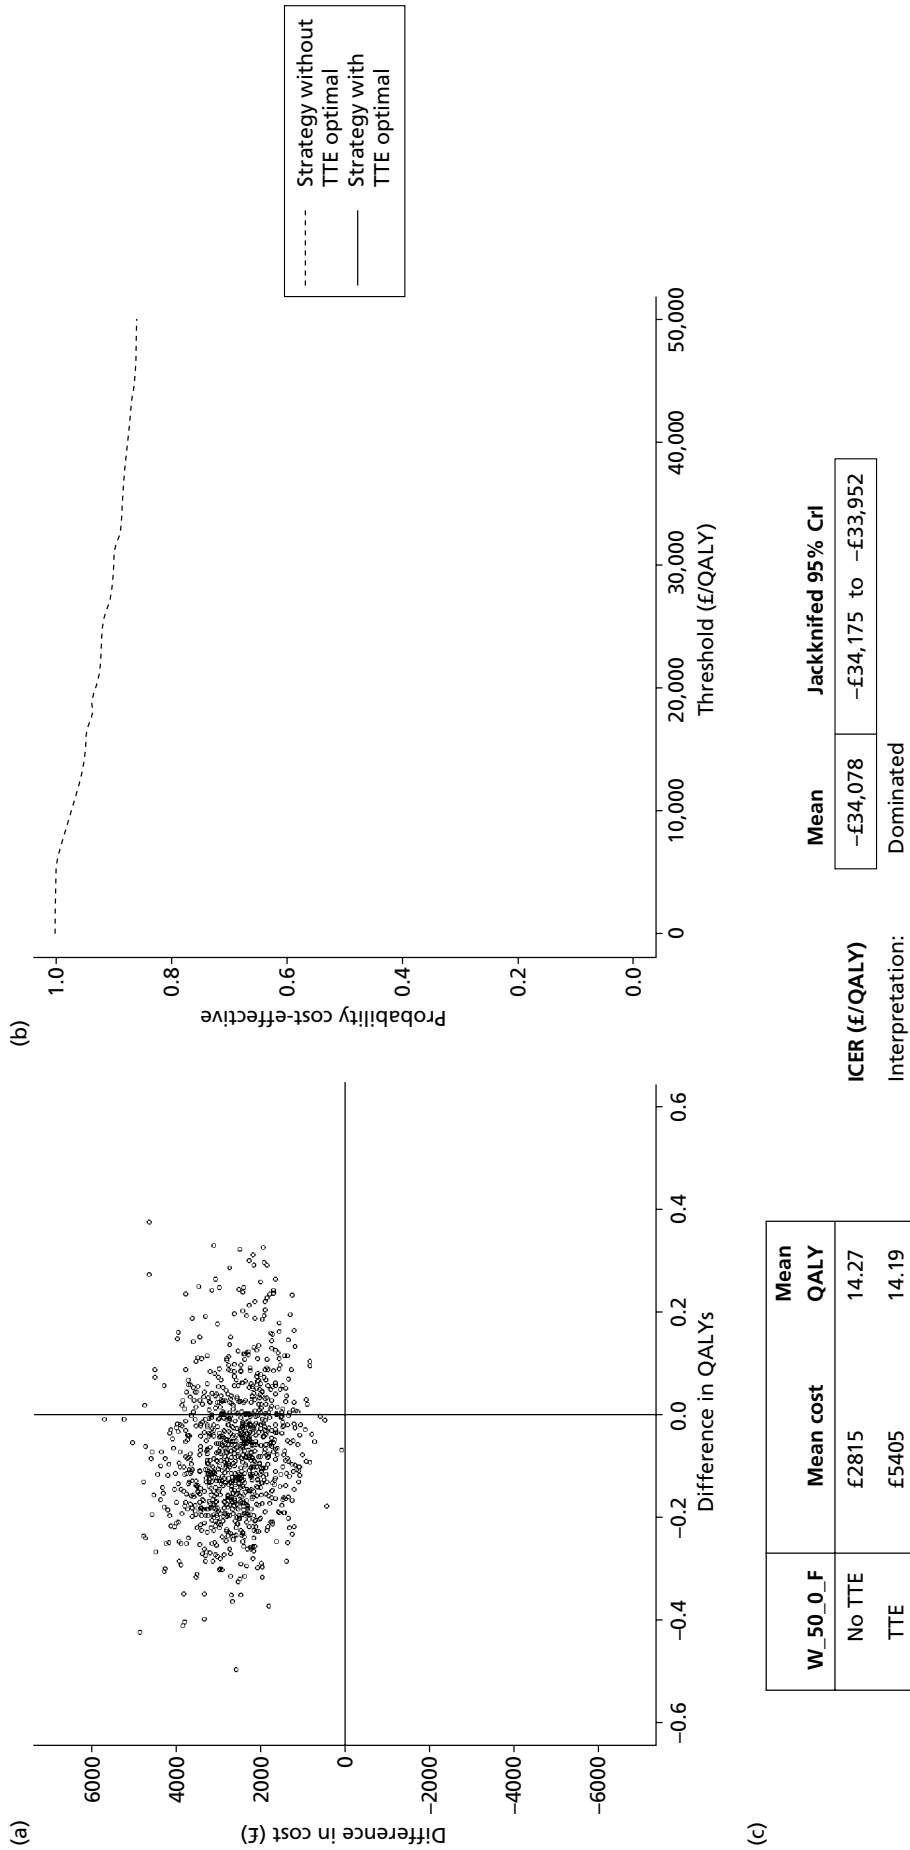 (a)
6000
4000
2000
0
−2000
−4000
−6000
Difference in cost (£)
−0.6
−0.4
−0.2
0.0
0.2
0.4
0.6
Difference in QALYs
(b)
1.0
0.8
0.6
0.4
0.2
0.0
Probability cost-effective
0
10,000
20,000
30,000
40,000
50,000
Threshold (£/QALY)
Strategy without
TTE optimal
Strategy with
TTE optimal
(c)
W_50_0_F Mean cost Mean QALY
No TTE £2815 14.27
TTE £5405 14.19
Mean Jackknifed 95% CrI
ICER (£/QALY) −£34,078 −£34,175 to −£33,952
Interpretation: Dominated